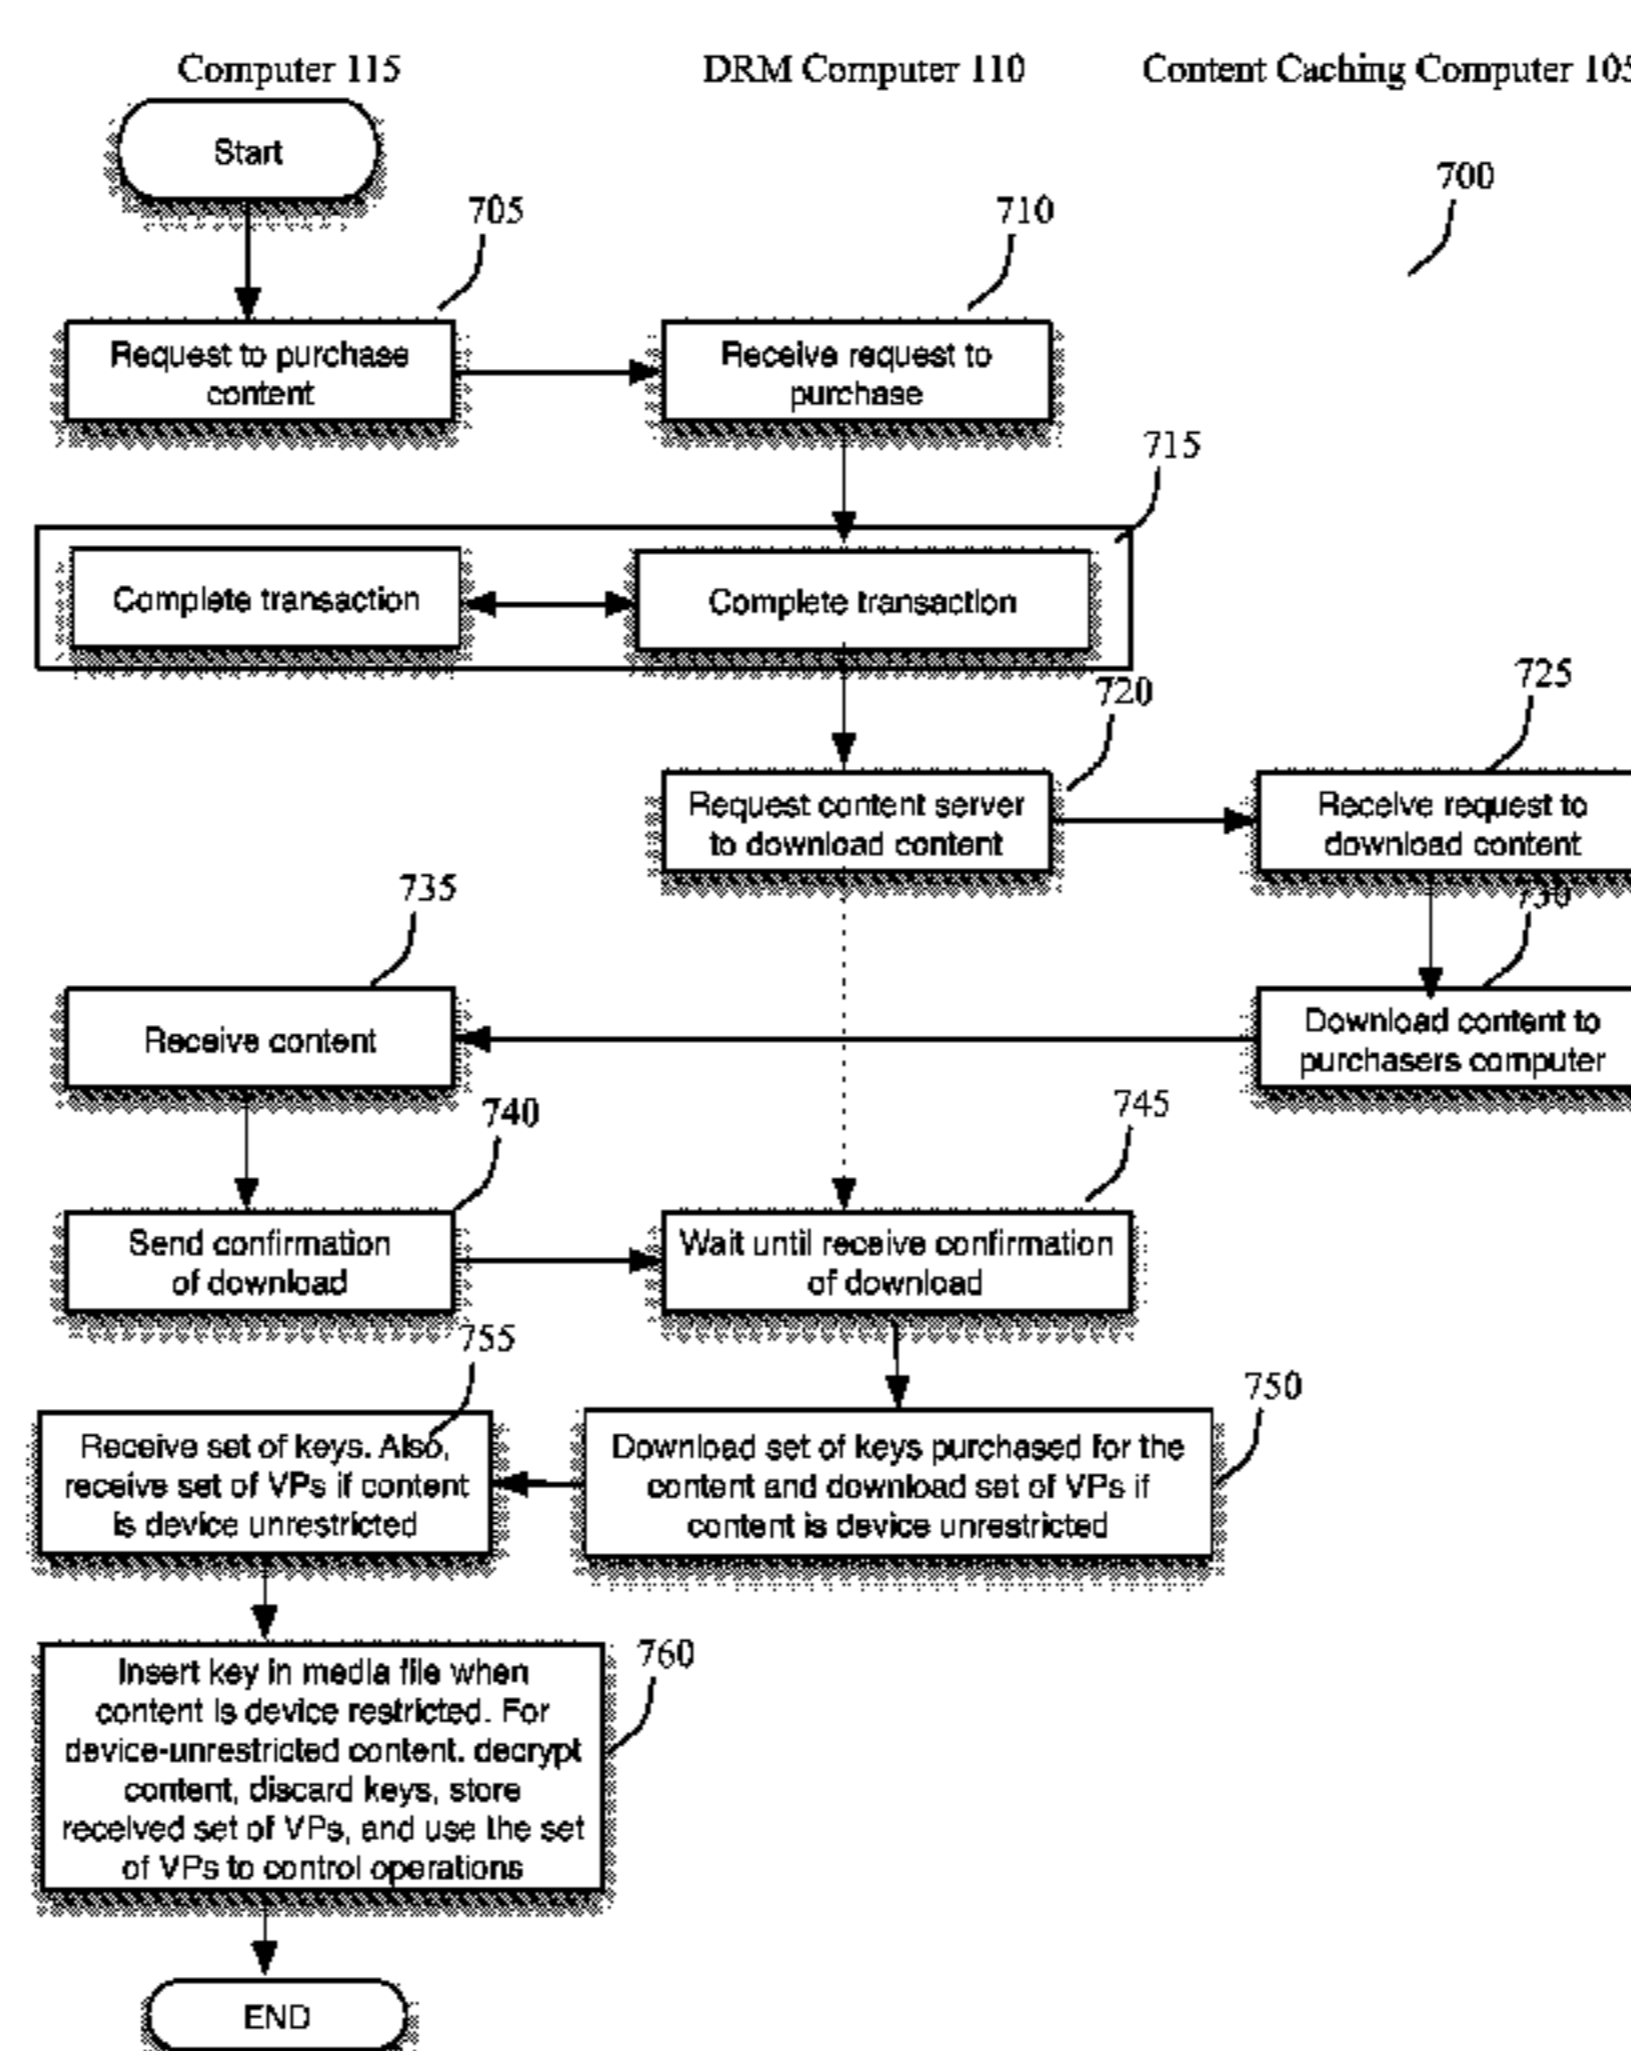 Computer 115
DRM Computer 110
Content Caching Computer 105
Start
700
705
710
Request to purchase
content
Receive request to
purchase
715
Complete transaction
Complete transaction
720
725
Request content server
to download content
Receive request to
download content
735
730
Receive content
Download content to
purchasers computer
740
745
Send confirmation
of download
Wait until receive confirmation
of download
755
750
Receive set of keys. Also,
receive set of VPs if content
is device unrestricted
Download set of keys purchased for the
content and download set of VPs if
content is device unrestricted
760
Insert key in media file when
content is device restricted. For
device-unrestricted content. decrypt
content, discard keys, store
received set of VPs, and use the set
of VPs to control operations
END